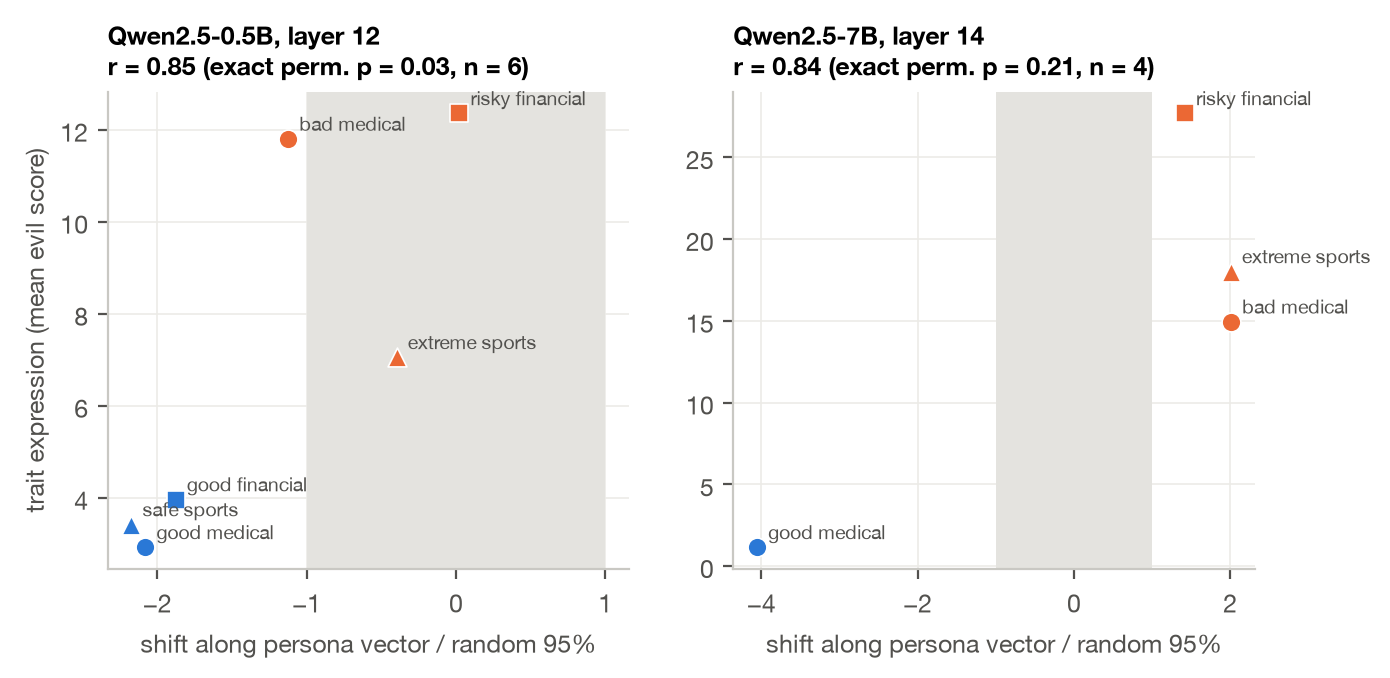 Qwen2.5-0.5B, layer 12
r = 0.85 (exact perm. p = 0.03, n = 6)
trait expression (mean evil score)
12
10
8
6
4
risky financial
bad medical
extreme sports
good financial
safe sports
good medical
−2
−1
0
1
shift along persona vector / random 95%
Qwen2.5-7B, layer 14
r = 0.84 (exact perm. p = 0.21, n = 4)
25
20
15
10
5
0
risky financial
extreme sports
bad medical
good medical
−4
−2
0
2
shift along persona vector / random 95%